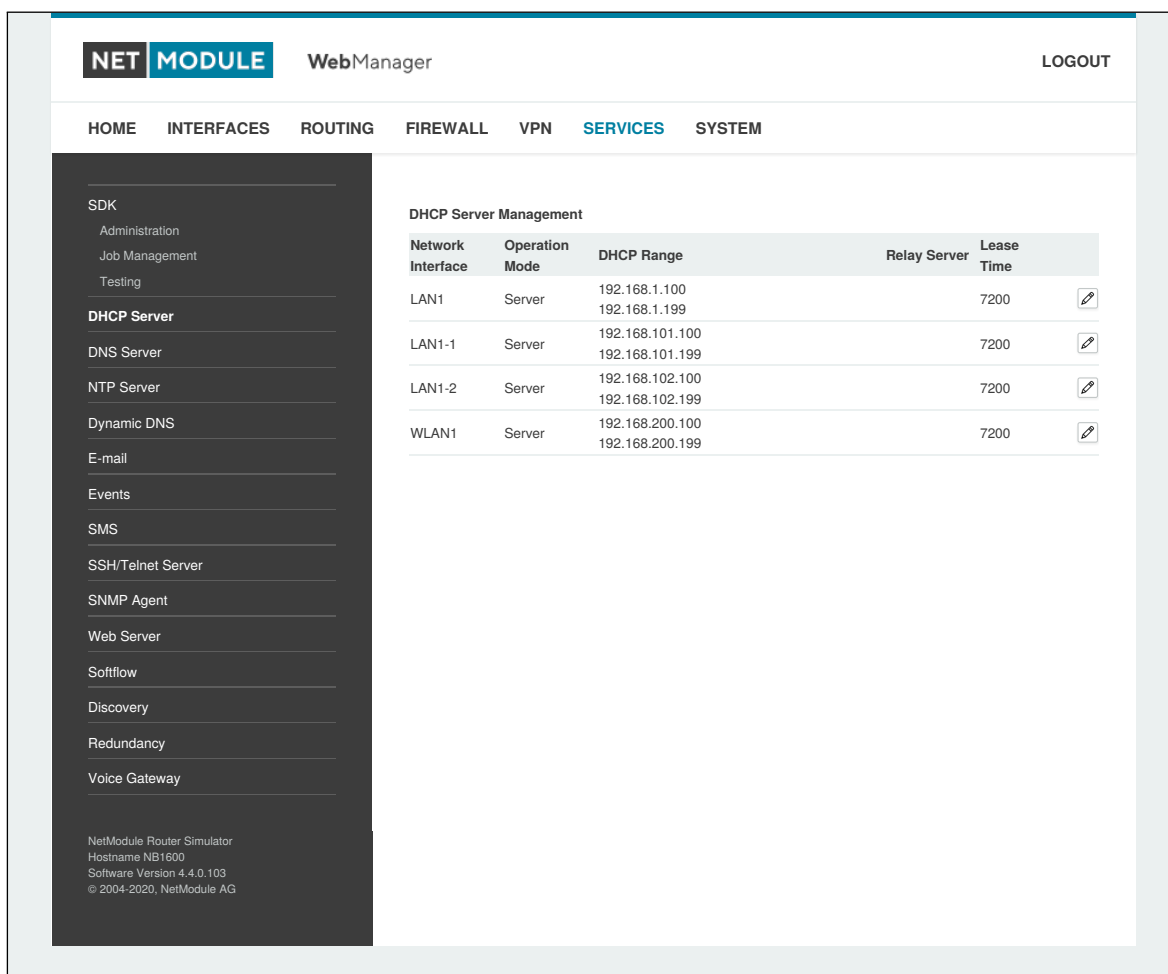 NET MODULE WebManager LOGOUT
HOME INTERFACES ROUTING FIREWALL VPN SERVICES SYSTEM
SDK
Administration
Job Management
Testing
DHCP Server
DNS Server
NTP Server
Dynamic DNS
E-mail
Events
SMS
SSH/Telnet Server
SNMP Agent
Web Server
Softflow
Discovery
Redundancy
Voice Gateway
NetModule Router Simulator
Hostname NB1600
Software Version 4.4.0.103
© 2004-2020, NetModule AG
DHCP Server Management
Network Operation Lease
DHCP Range Relay Server
Interface Mode Time
192.168.1.100
LAN1 Server 7200
192.168.1.199
192.168.101.100
LAN1-1 Server 7200
192.168.101.199
192.168.102.100
LAN1-2 Server 7200
192.168.102.199
192.168.200.100
WLAN1 Server 7200
192.168.200.199